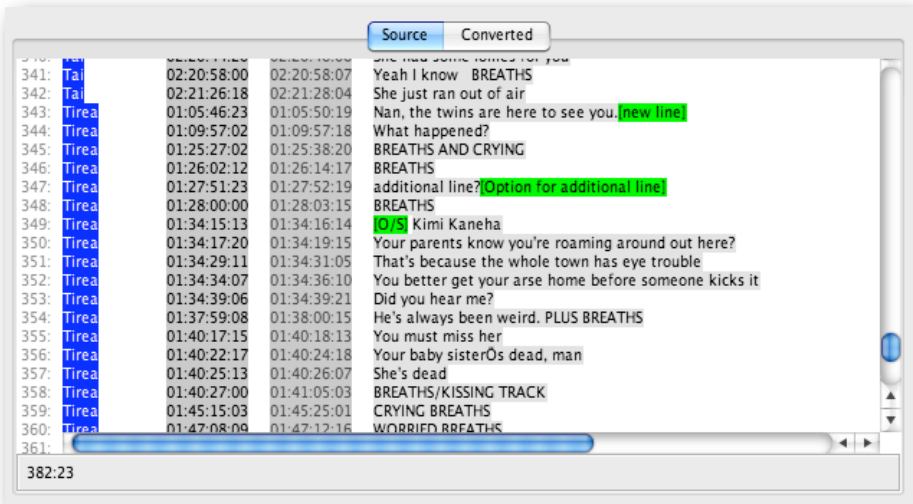 Source Converted
341: Tai 02:20:58:00 02:20:58:07 Yeah I know BREATHS
342: Tai 02:21:26:18 02:21:28:04 She just ran out of air
343: Tirea 01:05:46:23 01:05:50:19 Nan, the twins are here to see you.[new line]
344: Tirea 01:09:57:02 01:09:57:18 What happened?
345: Tirea 01:25:27:02 01:25:38:20 BREATHS AND CRYING
346: Tirea 01:26:02:12 01:26:14:17 BREATHS
347: Tirea 01:27:51:23 01:27:52:19 additional line?[Option for additional line]
348: Tirea 01:28:00:00 01:28:03:15 BREATHS
349: Tirea 01:34:15:13 01:34:16:14 [O/S] Kimi Kaneha
350: Tirea 01:34:17:20 01:34:19:15 Your parents know you're roaming around out here?
351: Tirea 01:34:29:11 01:34:31:05 That's because the whole town has eye trouble
352: Tirea 01:34:34:07 01:34:36:10 You better get your arse home before someone kicks it
353: Tirea 01:34:39:06 01:34:39:21 Did you hear me?
354: Tirea 01:37:59:08 01:38:00:15 He's always been weird. PLUS BREATHS
355: Tirea 01:40:17:15 01:40:18:13 You must miss her
356: Tirea 01:40:22:17 01:40:24:18 Your baby sisterÕs dead, man
357: Tirea 01:40:25:13 01:40:26:07 She's dead
358: Tirea 01:40:27:00 01:41:05:03 BREATHS/KISSING TRACK
359: Tirea 01:45:15:03 01:45:25:01 CRYING BREATHS
360: Tirea 01:47:08:09 01:47:12:16 WORRIED BREATHS
361:
382:23